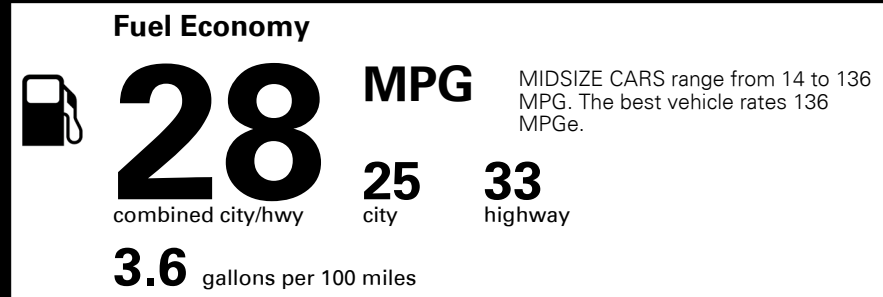 Fuel Economy
28
MPG
MIDSIZE CARS range from 14 to 136
MPG. The best vehicle rates 136
MPGe.
combined city/hwy
25
city
33
highway
3.6 gallons per 100 miles